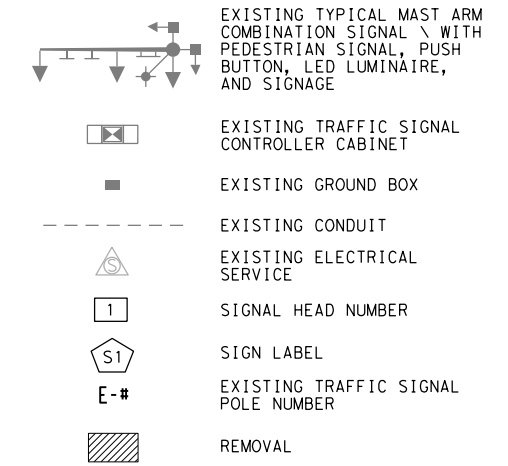 EXISTING TYPICAL MAST ARM
COMBINATION SIGNAL \ WITH
PEDESTRIAN SIGNAL, PUSH
BUTTON, LED LUMINAIRE,
AND SIGNAGE
EXISTING TRAFFIC SIGNAL
CONTROLLER CABINET
EXISTING GROUND BOX
EXISTING CONDUIT
S
EXISTING ELECTRICAL
SERVICE
1
SIGNAL HEAD NUMBER
S1
SIGN LABEL
E-#
EXISTING TRAFFIC SIGNAL
POLE NUMBER
REMOVAL